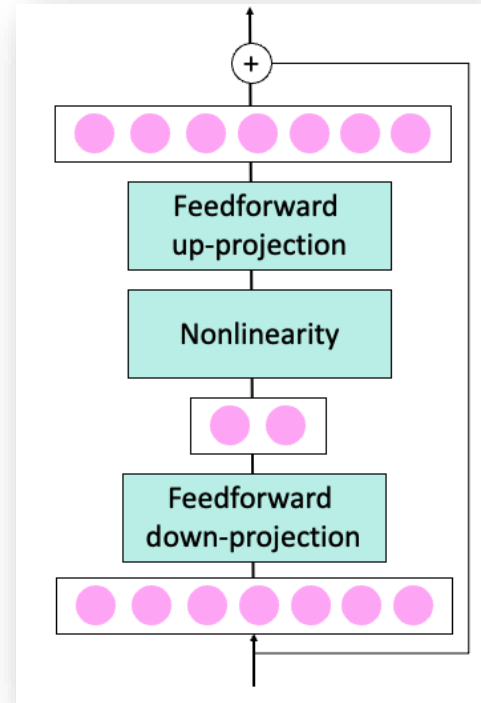 +
Feedforward
up-projection
Nonlinearity
Feedforward
down-projection